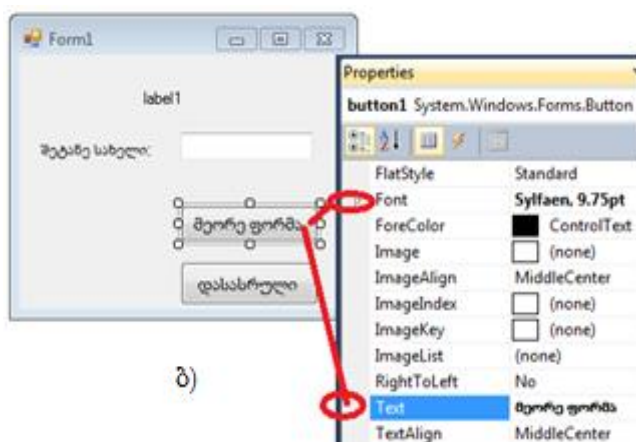 Form1
label1
შეტანე სახელი:
მეორე ფორმა
დასასრული
ბ)
Properties
button1 System.Windows.Forms.Button
FlatStyle Standard
Font Sylfaen, 9.75pt
ForeColor ControlText
Image (none)
ImageAlign MiddleCenter
ImageIndex (none)
ImageKey (none)
ImageList (none)
RightToLeft No
Text მეორე ფორმა
TextAlign MiddleCenter